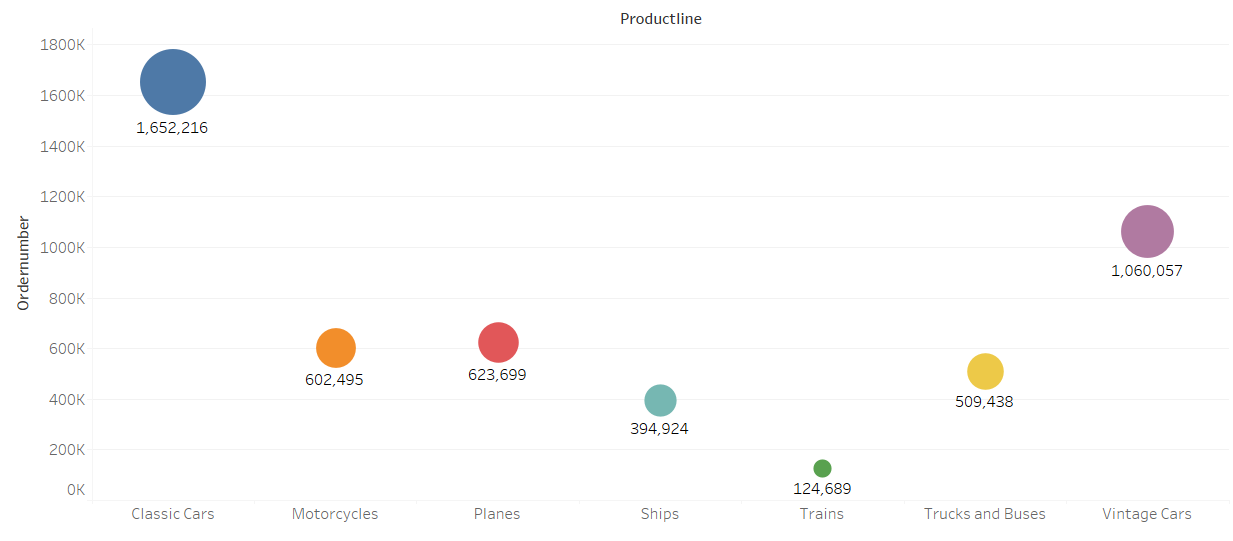 Productline
Ordernumber
1800K
1600K
1400K
1200K
1000K
800K
600K
400K
200K
0K
1,652,216
602,495
623,699
394,924
124,689
509,438
1,060,057
Classic Cars
Motorcycles
Planes
Ships
Trains
Trucks and Buses
Vintage Cars